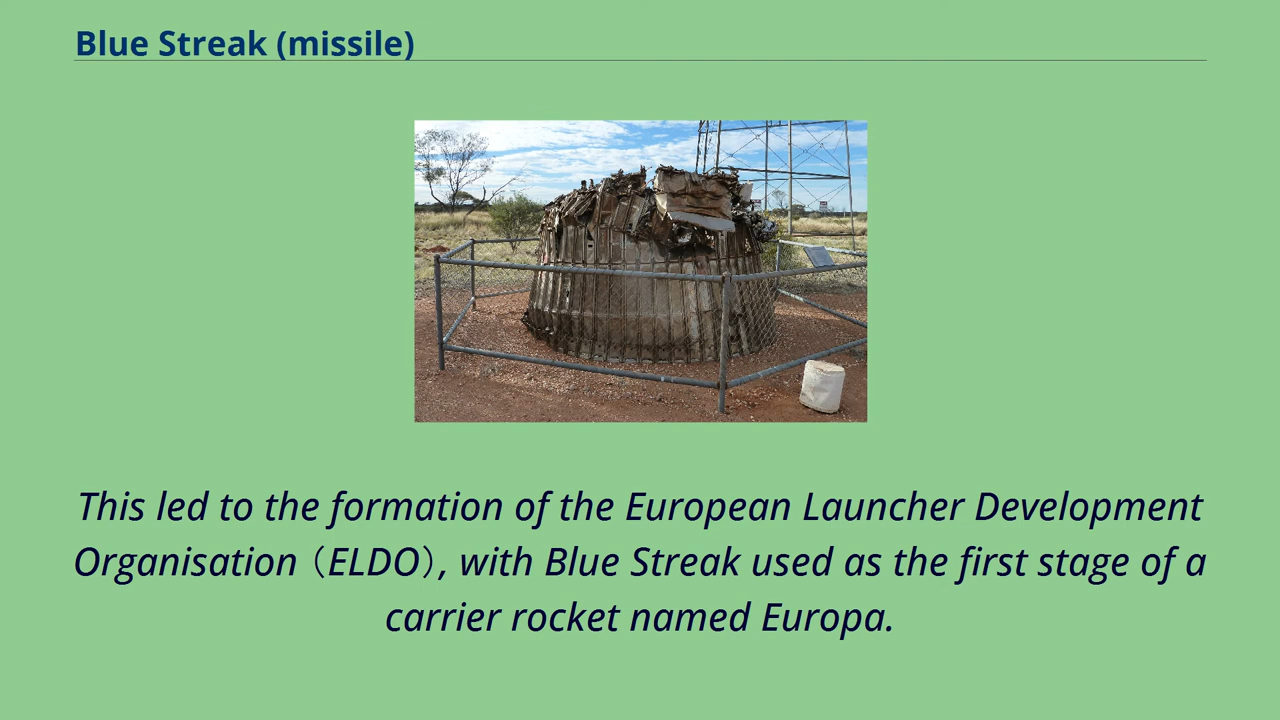 Blue Streak (missile)
This led to the formation of the European Launcher Development
Organisation（ELDO）, with Blue Streak used as the first stage of a
carrier rocket named Europa.